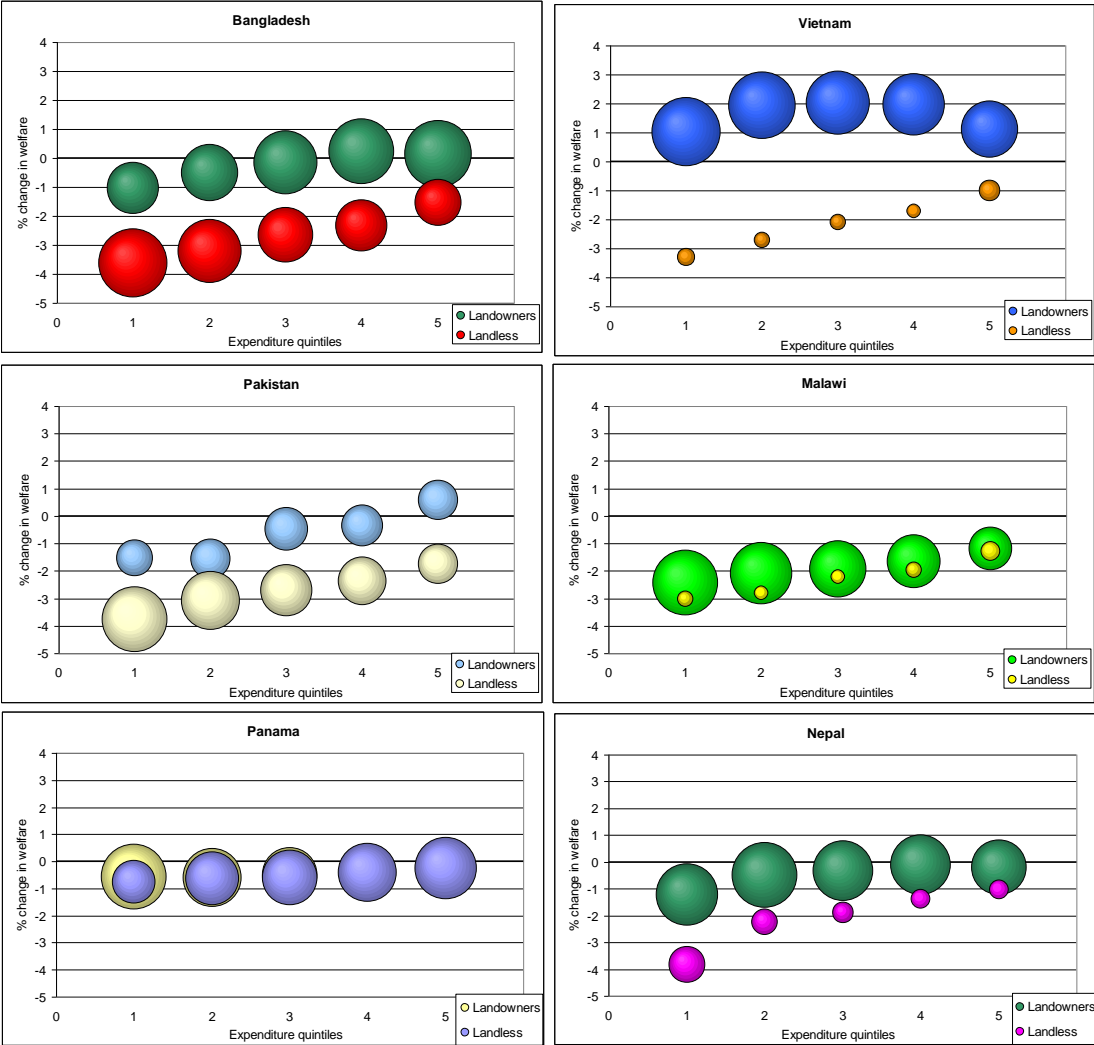 Bangladesh
4
3
2
1
0
-1
-2
-3
-4
-5
% change in welfare
0 1 2 3 4 5
Expenditure quintiles
Landowners
Landless
Vietnam
4
3
2
1
0
-1
-2
-3
-4
-5
% change in welfare
0 1 2 3 4 5
Expenditure quintiles
Landowners
Landless
Pakistan
4
3
2
1
0
-1
-2
-3
-4
-5
% change in welfare
0 1 2 3 4 5
Expenditure quintiles
Landowners
Landless
Malawi
4
3
2
1
0
-1
-2
-3
-4
-5
% change in welfare
0 1 2 3 4 5
Expenditure quintiles
Landowners
Landless
Panama
4
3
2
1
0
-1
-2
-3
-4
-5
% change in welfare
0 1 2 3 4 5
Expenditure quintiles
Landowners
Landless
Nepal
4
3
2
1
0
-1
-2
-3
-4
-5
% change in welfare
0 1 2 3 4 5
Expenditure quintiles
Landowners
Landless